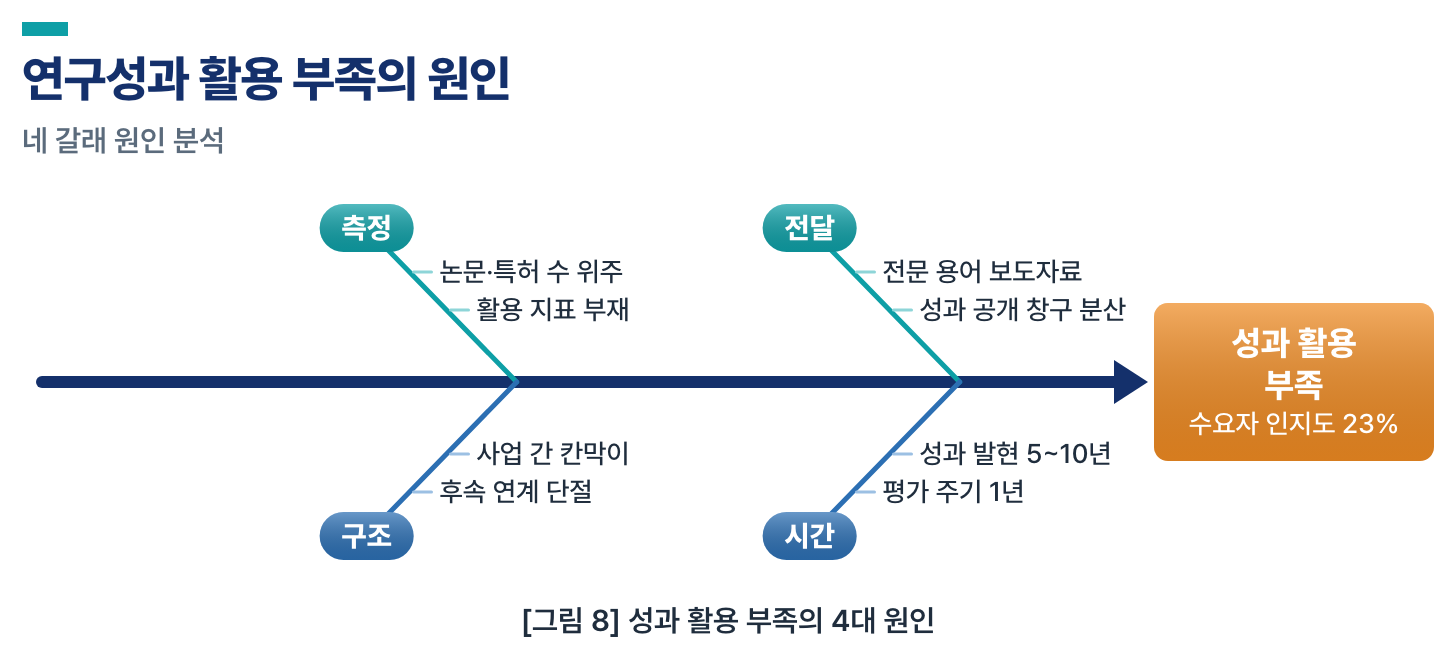 연구성과 활용 부족의 원인
네 갈래 원인 분석
측정
논문·특허 수 위주
활용 지표 부재
전달
전문 용어 보도자료
성과 공개 창구 분산
성과 활용
부족
수요자 인지도 23%
사업 간 칸막이
후속 연계 단절
구조
성과 발현 5~10년
평가 주기 1년
시간
[그림 8] 성과 활용 부족의 4대 원인